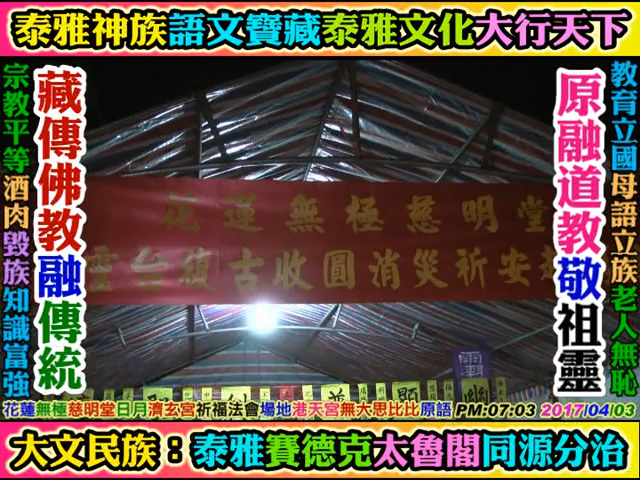 泰雅神族語文寶藏泰雅文化大行天下
宗教平等酒肉毀族知識富強
藏傳佛教融傳統
原融道教敬祖靈
教育立國母語立族老人無恥
花蓮無極慈明堂
靈台復古收圓消災祈安
花蓮無極慈明堂日月濟玄宮祈福法會場地港天宮無大思比比原語 PM:07:03 2017/04/03
大文民族：泰雅賽德克太魯閣同源分治